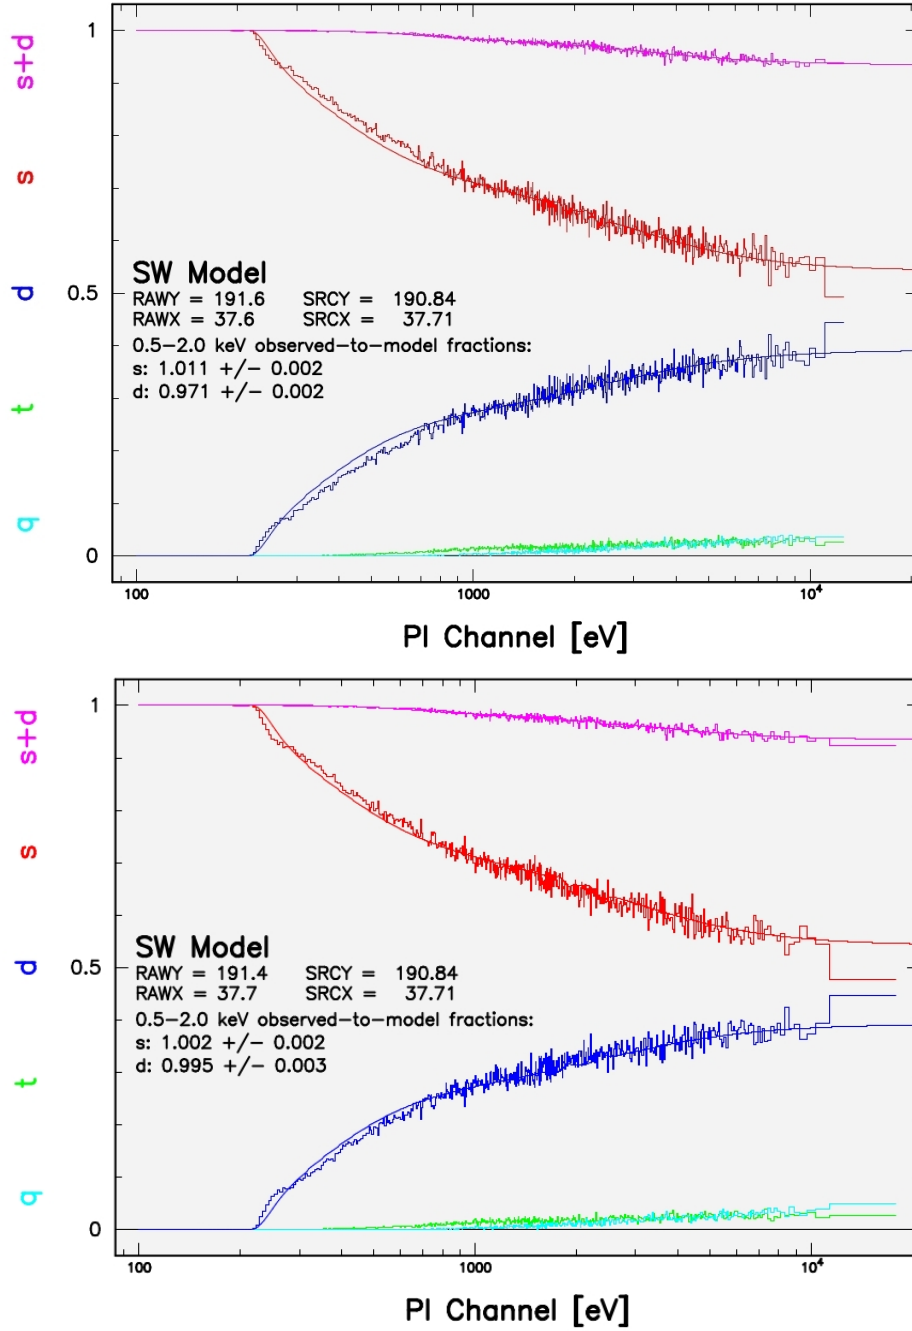 s+d
s
d
t
q
1
0.5
0
SW Model
RAWY = 191.6 SRCY = 190.84
RAWX = 37.6 SRCX = 37.71
0.5−2.0 keV observed−to−model fractions:
s: 1.011 +/− 0.002
d: 0.971 +/− 0.002
100 1000 10⁴
PI Channel [eV]
s+d
s
d
t
q
1
0.5
0
SW Model
RAWY = 191.4 SRCY = 190.84
RAWX = 37.7 SRCX = 37.71
0.5−2.0 keV observed−to−model fractions:
s: 1.002 +/− 0.002
d: 0.995 +/− 0.003
100 1000 10⁴
PI Channel [eV]